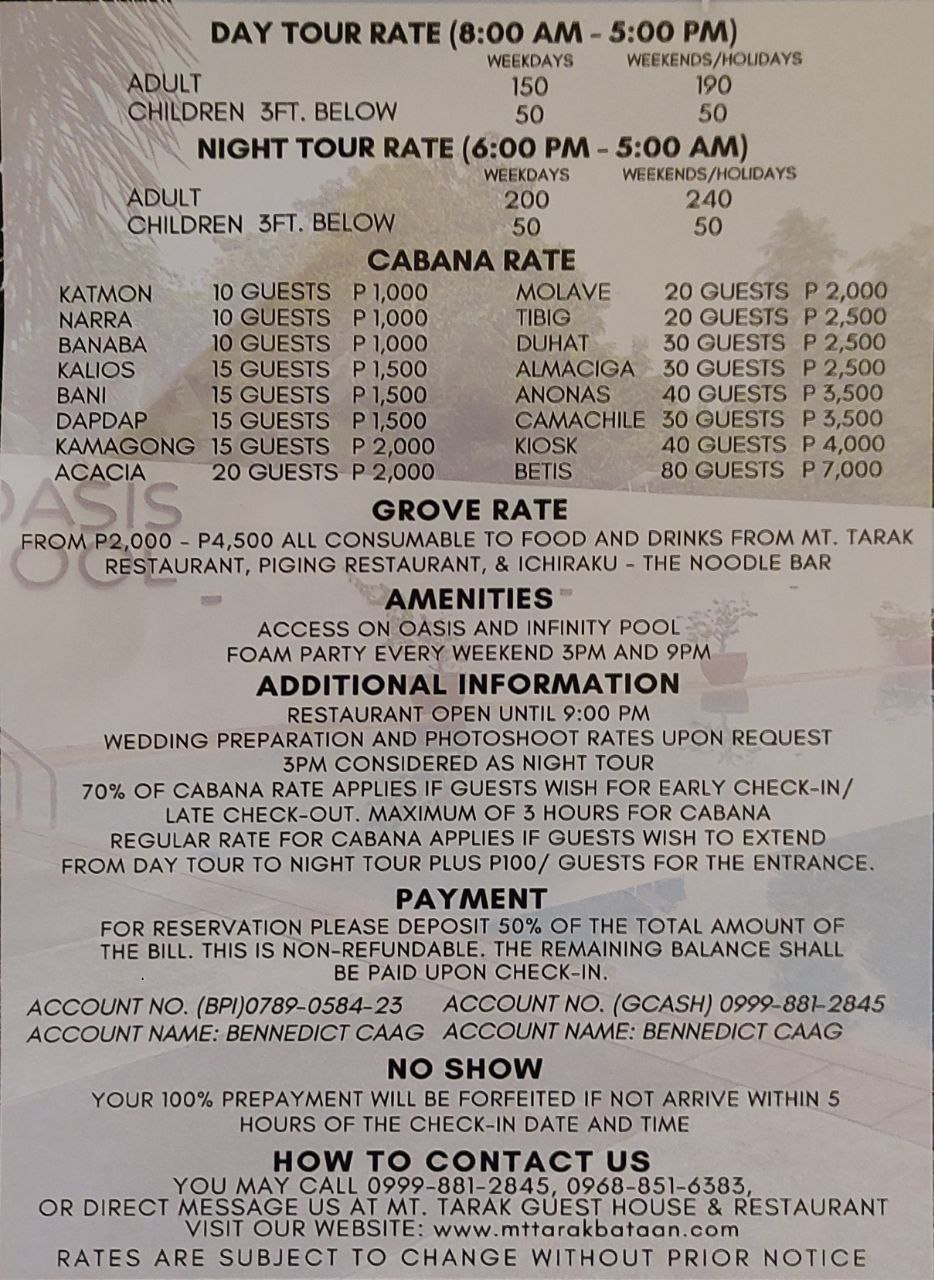 DAY TOUR RATE (8:00 AM - 5:00 PM)
WEEKDAYS WEEKENDS/HOLIDAYS
ADULT 150 190
CHILDREN 3FT. BELOW 50 50
NIGHT TOUR RATE (6:00 PM - 5:00 AM)
WEEKDAYS WEEKENDS/HOLIDAYS
ADULT 200 240
CHILDREN 3FT. BELOW 50 50
CABANA RATE
KATMON 10 GUESTS P 1,000 MOLAVE 20 GUESTS P 2,000
NARRA 10 GUESTS P 1,000 TIBIG 20 GUESTS P 2,500
BANABA 10 GUESTS P 1,000 DUHAT 30 GUESTS P 2,500
KALIOS 15 GUESTS P 1,500 ALMACIGA 30 GUESTS P 2,500
BANI 15 GUESTS P 1,500 ANONAS 40 GUESTS P 3,500
DAPDAP 15 GUESTS P 1,500 CAMACHILE 30 GUESTS P 3,500
KAMAGONG 15 GUESTS P 2,000 KIOSK 40 GUESTS P 4,000
ACACIA 20 GUESTS P 2,000 BETIS 80 GUESTS P 7,000
OASIS
POOL
GROVE RATE
FROM P2,000 - P4,500 ALL CONSUMABLE TO FOOD AND DRINKS FROM MT. TARAK
RESTAURANT, PIGING RESTAURANT, & ICHIRAKU - THE NOODLE BAR
AMENITIES
ACCESS ON OASIS AND INFINITY POOL
FOAM PARTY EVERY WEEKEND 3PM AND 9PM
ADDITIONAL INFORMATION
RESTAURANT OPEN UNTIL 9:00 PM
WEDDING PREPARATION AND PHOTOSHOOT RATES UPON REQUEST
3PM CONSIDERED AS NIGHT TOUR
70% OF CABANA RATE APPLIES IF GUESTS WISH FOR EARLY CHECK-IN/
LATE CHECK-OUT. MAXIMUM OF 3 HOURS FOR CABANA
REGULAR RATE FOR CABANA APPLIES IF GUESTS WISH TO EXTEND
FROM DAY TOUR TO NIGHT TOUR PLUS P100/ GUESTS FOR THE ENTRANCE.
PAYMENT
FOR RESERVATION PLEASE DEPOSIT 50% OF THE TOTAL AMOUNT OF
THE BILL. THIS IS NON-REFUNDABLE. THE REMAINING BALANCE SHALL
BE PAID UPON CHECK-IN.
ACCOUNT NO. (BPI)0789-0584-23 ACCOUNT NO. (GCASH) 0999-881-2845
ACCOUNT NAME: BENNEDICT CAAG ACCOUNT NAME: BENNEDICT CAAG
NO SHOW
YOUR 100% PREPAYMENT WILL BE FORFEITED IF NOT ARRIVE WITHIN 5
HOURS OF THE CHECK-IN DATE AND TIME
HOW TO CONTACT US
YOU MAY CALL 0999-881-2845, 0968-851-6383,
OR DIRECT MESSAGE US AT MT. TARAK GUEST HOUSE & RESTAURANT
VISIT OUR WEBSITE: www.mttarakbataan.com
RATES ARE SUBJECT TO CHANGE WITHOUT PRIOR NOTICE